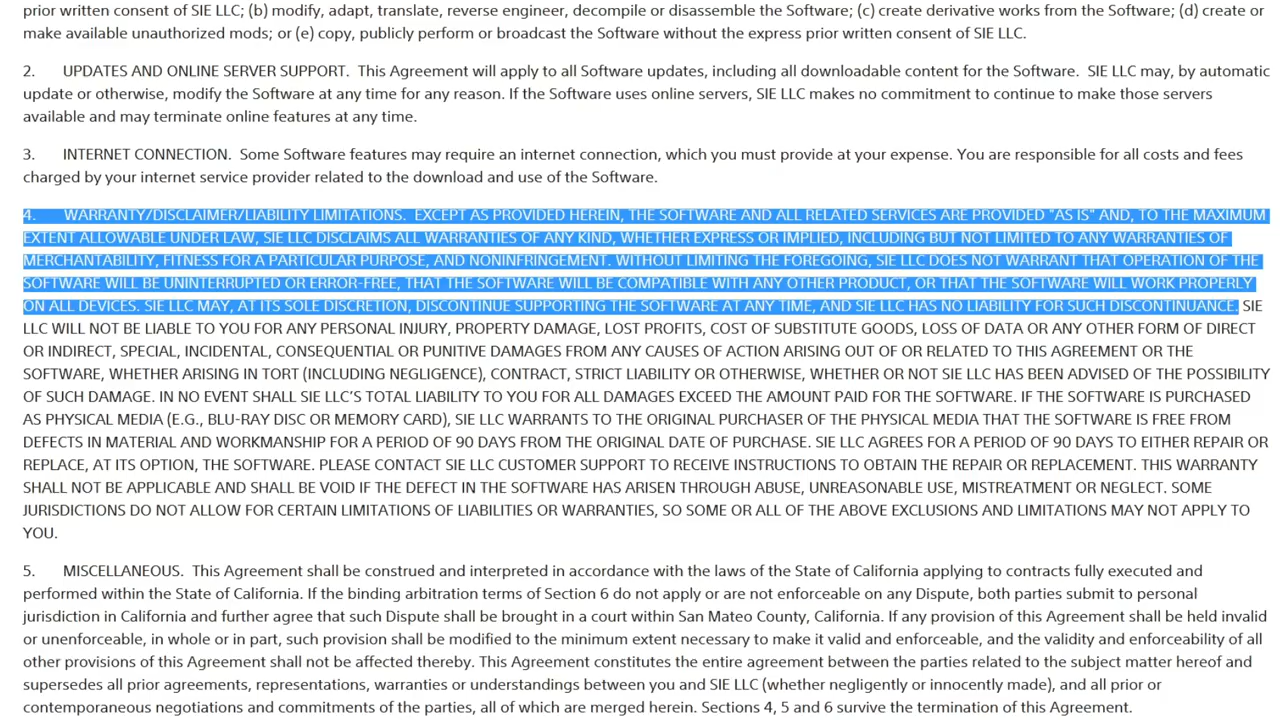 prior written consent of SIE LLC; (b) modify, adapt, translate, reverse engineer, decompile or disassemble the Software; (c) create derivative works from the Software; (d) create or
make available unauthorized mods; or (e) copy, publicly perform or broadcast the Software without the express prior written consent of SIE LLC.
2. UPDATES AND ONLINE SERVER SUPPORT. This Agreement will apply to all Software updates, including all downloadable content for the Software. SIE LLC may, by automatic
update or otherwise, modify the Software at any time for any reason. If the Software uses online servers, SIE LLC makes no commitment to continue to make those servers
available and may terminate online features at any time.
3. INTERNET CONNECTION. Some Software features may require an internet connection, which you must provide at your expense. You are responsible for all costs and fees
charged by your internet service provider related to the download and use of the Software.
4. WARRANTY/DISCLAIMER/LIABILITY LIMITATIONS. EXCEPT AS PROVIDED HEREIN, THE SOFTWARE AND ALL RELATED SERVICES ARE PROVIDED "AS IS" AND, TO THE MAXIMUM
EXTENT ALLOWABLE UNDER LAW, SIE LLC DISCLAIMS ALL WARRANTIES OF ANY KIND, WHETHER EXPRESS OR IMPLIED, INCLUDING BUT NOT LIMITED TO ANY WARRANTIES OF
MERCHANTABILITY, FITNESS FOR A PARTICULAR PURPOSE, AND NONINFRINGEMENT. WITHOUT LIMITING THE FOREGOING, SIE LLC DOES NOT WARRANT THAT OPERATION OF THE
SOFTWARE WILL BE UNINTERRUPTED OR ERROR-FREE, THAT THE SOFTWARE WILL BE COMPATIBLE WITH ANY OTHER PRODUCT, OR THAT THE SOFTWARE WILL WORK PROPERLY
ON ALL DEVICES. SIE LLC MAY, AT ITS SOLE DISCRETION, DISCONTINUE SUPPORTING THE SOFTWARE AT ANY TIME, AND SIE LLC HAS NO LIABILITY FOR SUCH DISCONTINUANCE. SIE
LLC WILL NOT BE LIABLE TO YOU FOR ANY PERSONAL INJURY, PROPERTY DAMAGE, LOST PROFITS, COST OF SUBSTITUTE GOODS, LOSS OF DATA OR ANY OTHER FORM OF DIRECT
OR INDIRECT, SPECIAL, INCIDENTAL, CONSEQUENTIAL OR PUNITIVE DAMAGES FROM ANY CAUSES OF ACTION ARISING OUT OF OR RELATED TO THIS AGREEMENT OR THE
SOFTWARE, WHETHER ARISING IN TORT (INCLUDING NEGLIGENCE), CONTRACT, STRICT LIABILITY OR OTHERWISE, WHETHER OR NOT SIE LLC HAS BEEN ADVISED OF THE POSSIBILITY
OF SUCH DAMAGE. IN NO EVENT SHALL SIE LLC'S TOTAL LIABILITY TO YOU FOR ALL DAMAGES EXCEED THE AMOUNT PAID FOR THE SOFTWARE. IF THE SOFTWARE IS PURCHASED
AS PHYSICAL MEDIA (E.G., BLU-RAY DISC OR MEMORY CARD), SIE LLC WARRANTS TO THE ORIGINAL PURCHASER OF THE PHYSICAL MEDIA THAT THE SOFTWARE IS FREE FROM
DEFECTS IN MATERIAL AND WORKMANSHIP FOR A PERIOD OF 90 DAYS FROM THE ORIGINAL DATE OF PURCHASE. SIE LLC AGREES FOR A PERIOD OF 90 DAYS TO EITHER REPAIR OR
REPLACE, AT ITS OPTION, THE SOFTWARE. PLEASE CONTACT SIE LLC CUSTOMER SUPPORT TO RECEIVE INSTRUCTIONS TO OBTAIN THE REPAIR OR REPLACEMENT. THIS WARRANTY
SHALL NOT BE APPLICABLE AND SHALL BE VOID IF THE DEFECT IN THE SOFTWARE HAS ARISEN THROUGH ABUSE, UNREASONABLE USE, MISTREATMENT OR NEGLECT. SOME
JURISDICTIONS DO NOT ALLOW FOR CERTAIN LIMITATIONS OF LIABILITIES OR WARRANTIES, SO SOME OR ALL OF THE ABOVE EXCLUSIONS AND LIMITATIONS MAY NOT APPLY TO
YOU.
5. MISCELLANEOUS. This Agreement shall be construed and interpreted in accordance with the laws of the State of California applying to contracts fully executed and
performed within the State of California. If the binding arbitration terms of Section 6 do not apply or are not enforceable on any Dispute, both parties submit to personal
jurisdiction in California and further agree that such Dispute shall be brought in a court within San Mateo County, California. If any provision of this Agreement shall be held invalid
or unenforceable, in whole or in part, such provision shall be modified to the minimum extent necessary to make it valid and enforceable, and the validity and enforceability of all
other provisions of this Agreement shall not be affected thereby. This Agreement constitutes the entire agreement between the parties related to the subject matter hereof and
supersedes all prior agreements, representations, warranties or understandings between you and SIE LLC (whether negligently or innocently made), and all prior or
contemporaneous negotiations and commitments of the parties, all of which are merged herein. Sections 4, 5 and 6 survive the termination of this Agreement.